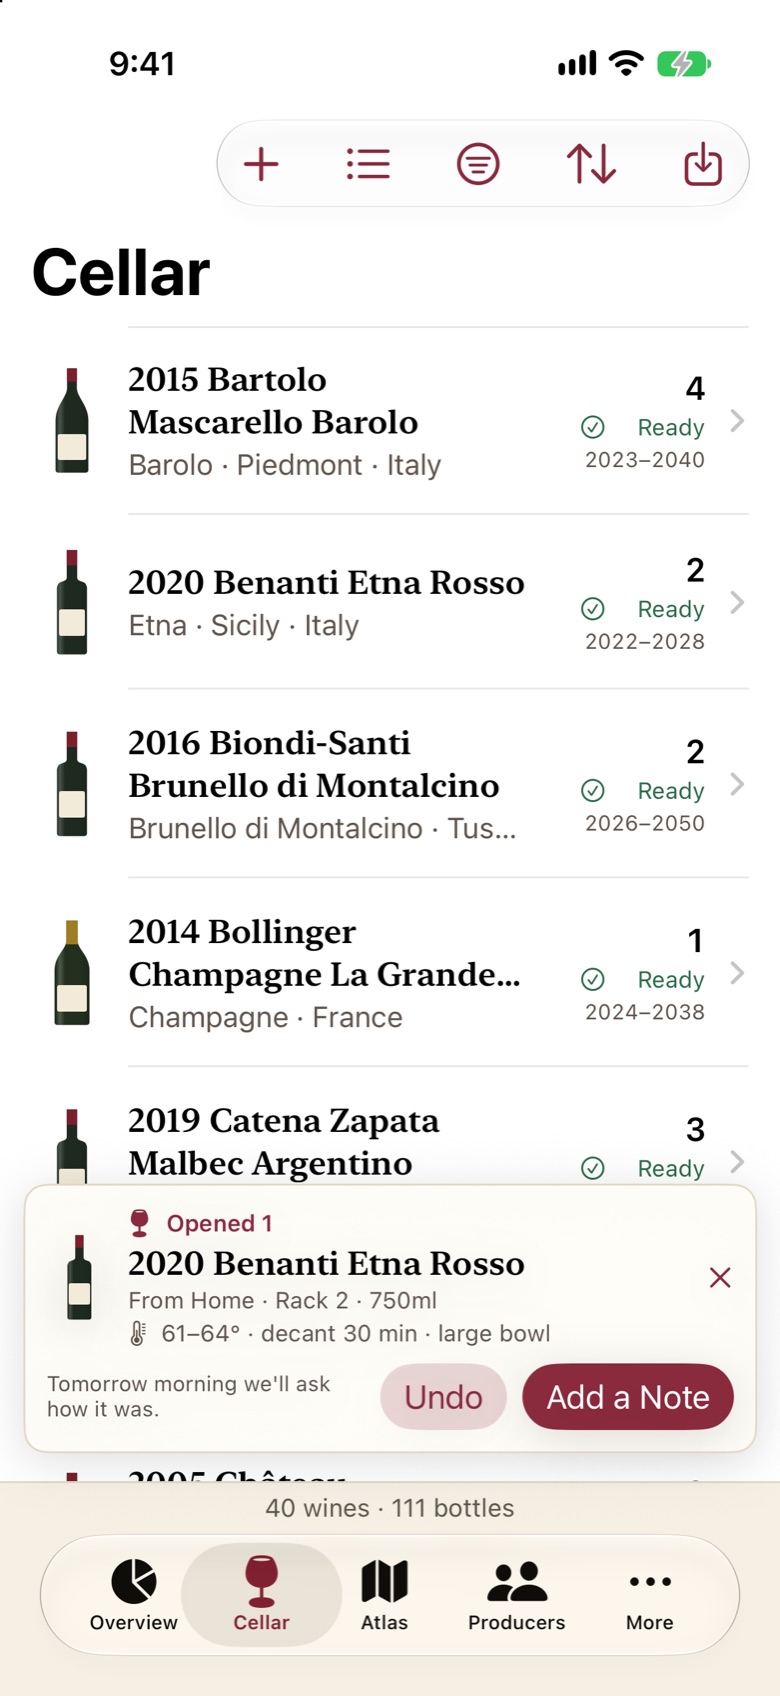 9:41
Cellar
2015 Bartolo
Mascarello Barolo
Barolo · Piedmont · Italy
4
Ready
2023–2040
2020 Benanti Etna Rosso
Etna · Sicily · Italy
2
Ready
2022–2028
2016 Biondi-Santi
Brunello di Montalcino
Brunello di Montalcino · Tus...
2
Ready
2026–2050
2014 Bollinger
Champagne La Grande...
Champagne · France
1
Ready
2024–2038
2019 Catena Zapata
Malbec Argentino
3
Ready
Opened 1
2020 Benanti Etna Rosso
From Home · Rack 2 · 750ml
61–64° · decant 30 min · large bowl
Tomorrow morning we'll ask
how it was.
Undo
Add a Note
2005 Château
40 wines · 111 bottles
Overview
Cellar
Atlas
Producers
More